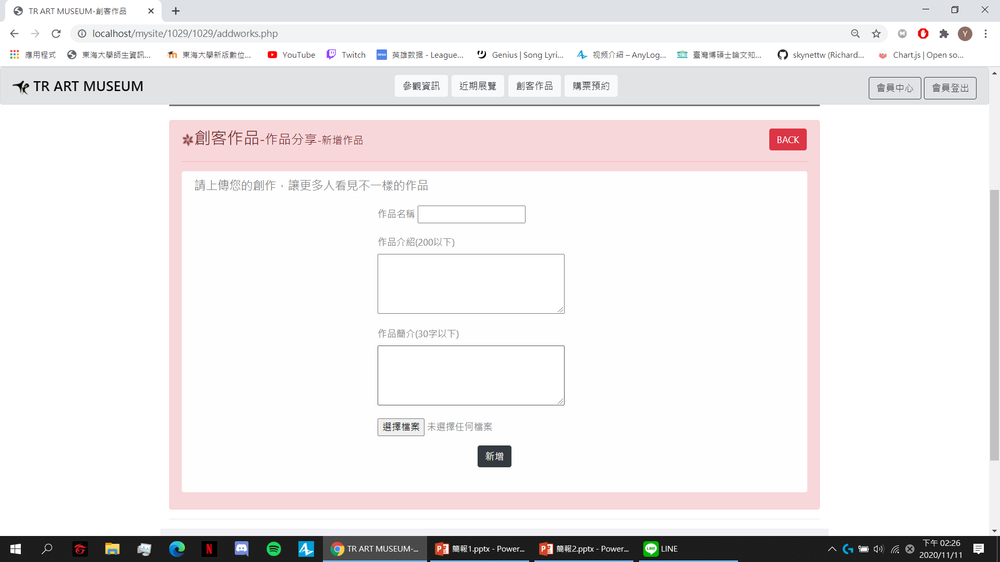 TR ART MUSEUM-創客作品
localhost/mysite/1029/1029/addworks.php
Y
應用程式
東海大學師生資訊...
東海大學新版數位...
YouTube
Twitch
OPGG
英雄数据 - League...
Genius | Song Lyri...
视频介绍 – AnyLog...
臺灣博碩士論文知...
skynettw (Richard...
Chart.js | Open so...
TR ART MUSEUM
參觀資訊
近期展覽
創客作品
購票預約
會員中心
會員登出
創客作品-作品分享-新增作品
BACK
請上傳您的創作，讓更多人看見不一樣的作品
作品名稱
作品介紹(200以下)
作品簡介(30字以下)
選擇檔案 未選擇任何檔案
新增
TR ART MUSEUM-...
簡報1.pptx - Power...
簡報2.pptx - Power...
LINE
LINE
下午 02:26
2020/11/11